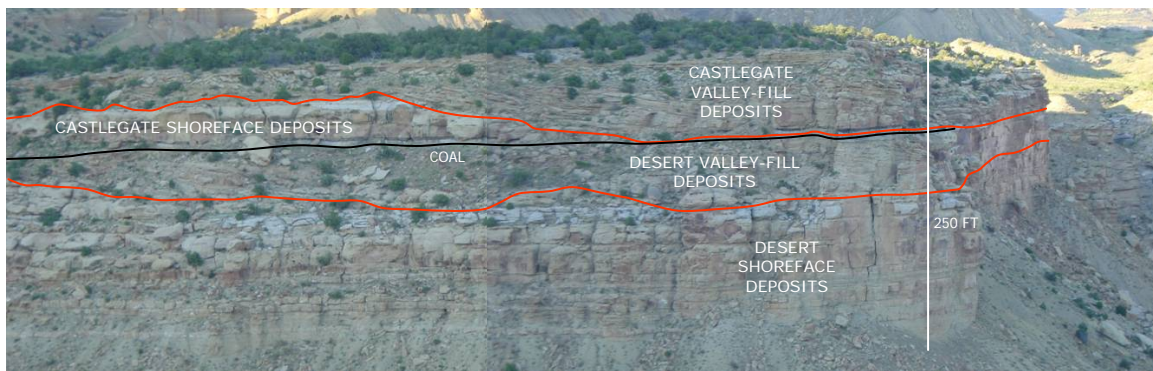 CASTLEGATE
VALLEY-FILL
DEPOSITS
CASTLEGATE SHOREFACE DEPOSITS
COAL
DESERT VALLEY-FILL
DEPOSITS
250 FT
DESERT
SHOREFACE
DEPOSITS